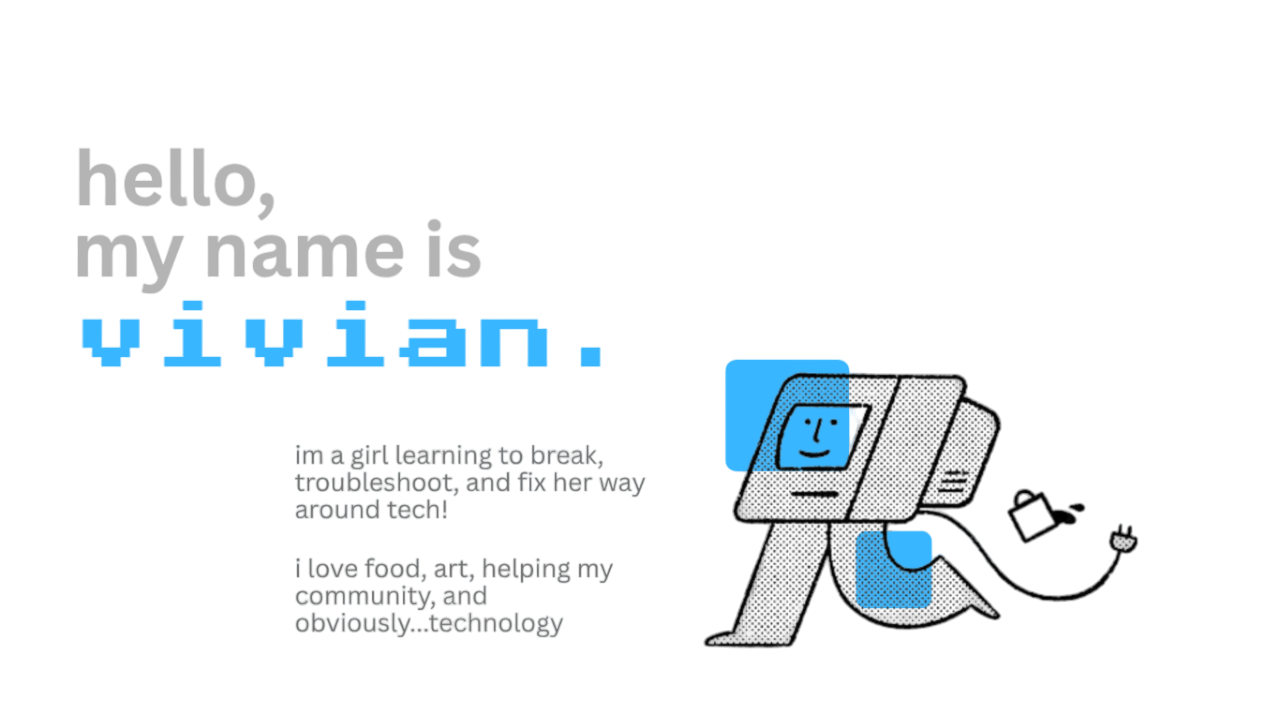 hello,
my name is
vivian.
im a girl learning to break,
troubleshoot, and fix her way
around tech!
i love food, art, helping my
community, and
obviously...technology